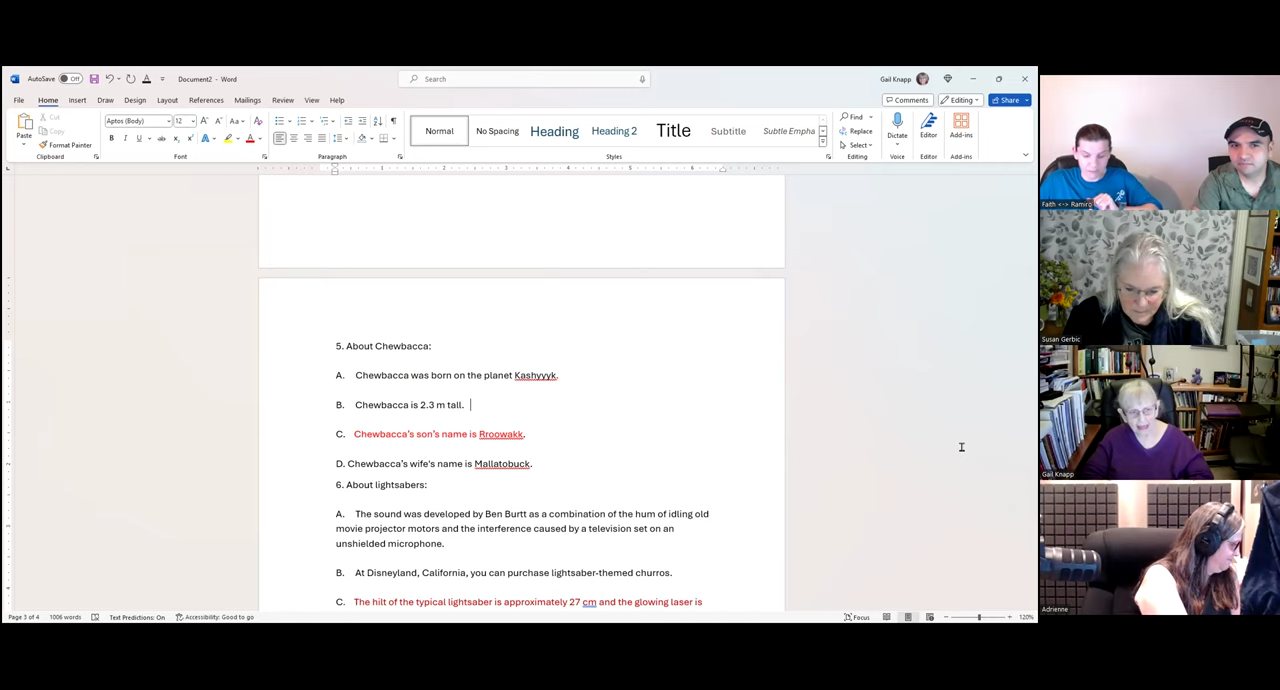 AutoSave Off Document2 - Word Search Gail Knapp
File Home Insert Draw Design Layout References Mailings Review View Help Comments Editing Share
Paste Cut Copy Format Painter Clipboard
Aptos (Body) 12 Font
Paragraph
Normal No Spacing Heading Heading 2 Title Subtitle Subtle Empha Styles
Find Replace Select Editing
Dictate Voice Editor Editor Add-ins Add-ins
5. About Chewbacca:
A. Chewbacca was born on the planet Kashyyyk.
B. Chewbacca is 2.3 m tall.
C. Chewbacca's son's name is Rroowakk.
D. Chewbacca's wife's name is Mallatobuck.
6. About lightsabers:
A. The sound was developed by Ben Burtt as a combination of the hum of idling old
movie projector motors and the interference caused by a television set on an
unshielded microphone.
B. At Disneyland, California, you can purchase lightsaber-themed churros.
C. The hilt of the typical lightsaber is approximately 27 cm and the glowing laser is
Page 3 of 4 1006 words Text Predictions: On Accessibility: Good to go Focus 120%
Faith <-> Ramiro
Susan Gerbic
Gail Knapp
Adrienne